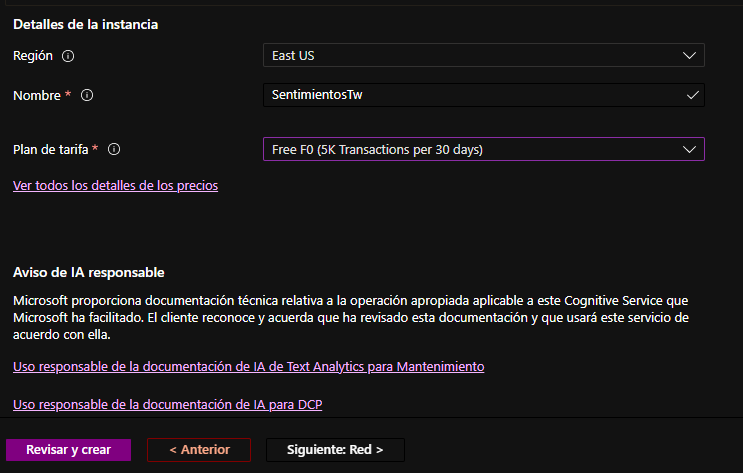 Detalles de la instancia
Región
East US
Nombre *
SentimientosTw
Plan de tarifa *
Free F0 (5K Transactions per 30 days)
Ver todos los detalles de los precios
Aviso de IA responsable
Microsoft proporciona documentación técnica relativa a la operación apropiada aplicable a este Cognitive Service que
Microsoft ha facilitado. El cliente reconoce y acuerda que ha revisado esta documentación y que usará este servicio de
acuerdo con ella.
Uso responsable de la documentación de IA de Text Analytics para Mantenimiento
Uso responsable de la documentación de IA para DCP
Revisar y crear
< Anterior
Siguiente: Red >